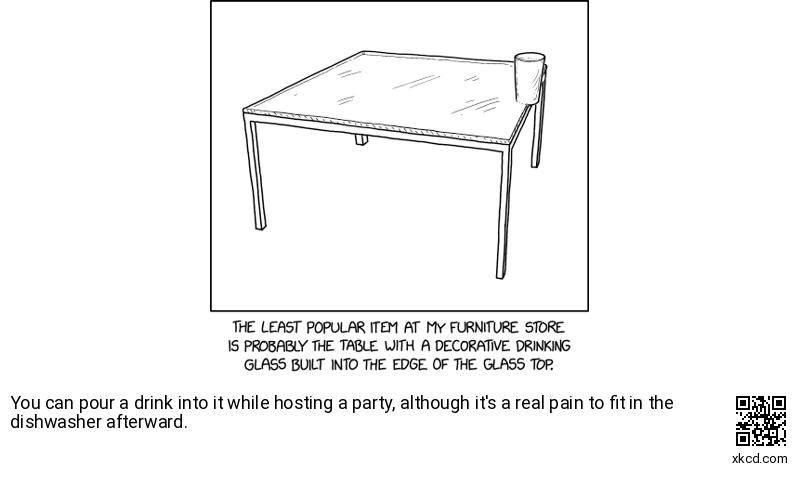 THE LEAST POPULAR ITEM AT MY FURNITURE STORE
IS PROBABLY THE TABLE WITH A DECORATIVE DRINKING
GLASS BUILT INTO THE EDGE OF THE GLASS TOP.
You can pour a drink into it while hosting a party, although it's a real pain to fit in the
dishwasher afterward.
xkcd.com